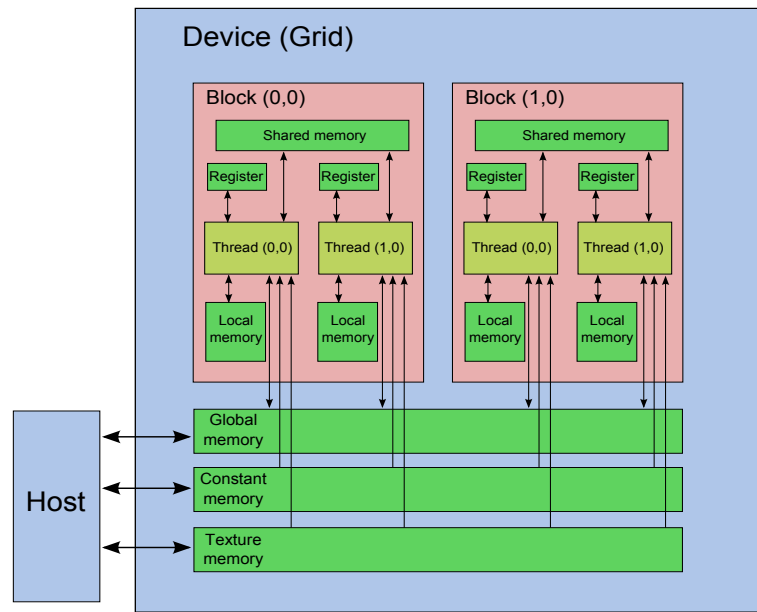 Device (Grid)
Block (0,0)
Shared memory
Register
Register
Thread (0,0)
Thread (1,0)
Local
memory
Local
memory
Block (1,0)
Shared memory
Register
Register
Thread (0,0)
Thread (1,0)
Local
memory
Local
memory
Host
Global
memory
Constant
memory
Texture
memory